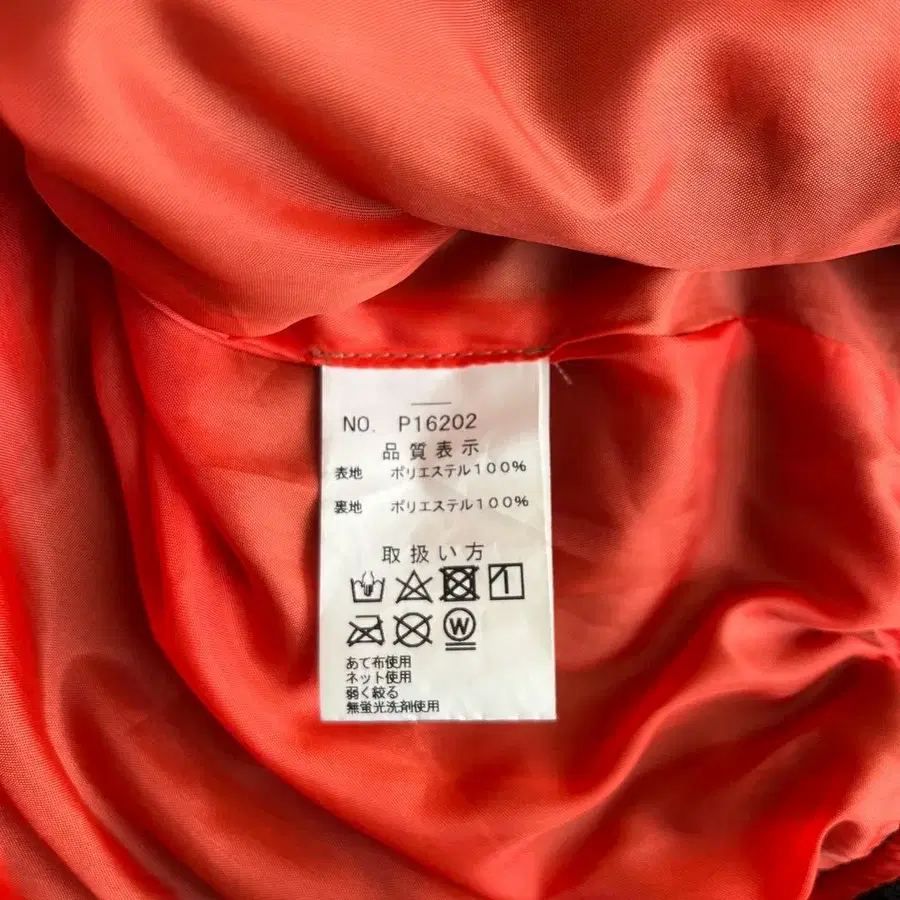 NO. P16202
品質表示
表地 ポリエステル100%
裏地 ポリエステル100%
取扱い方
W
あて布使用
ネット使用
弱く絞る
無蛍光洗剤使用